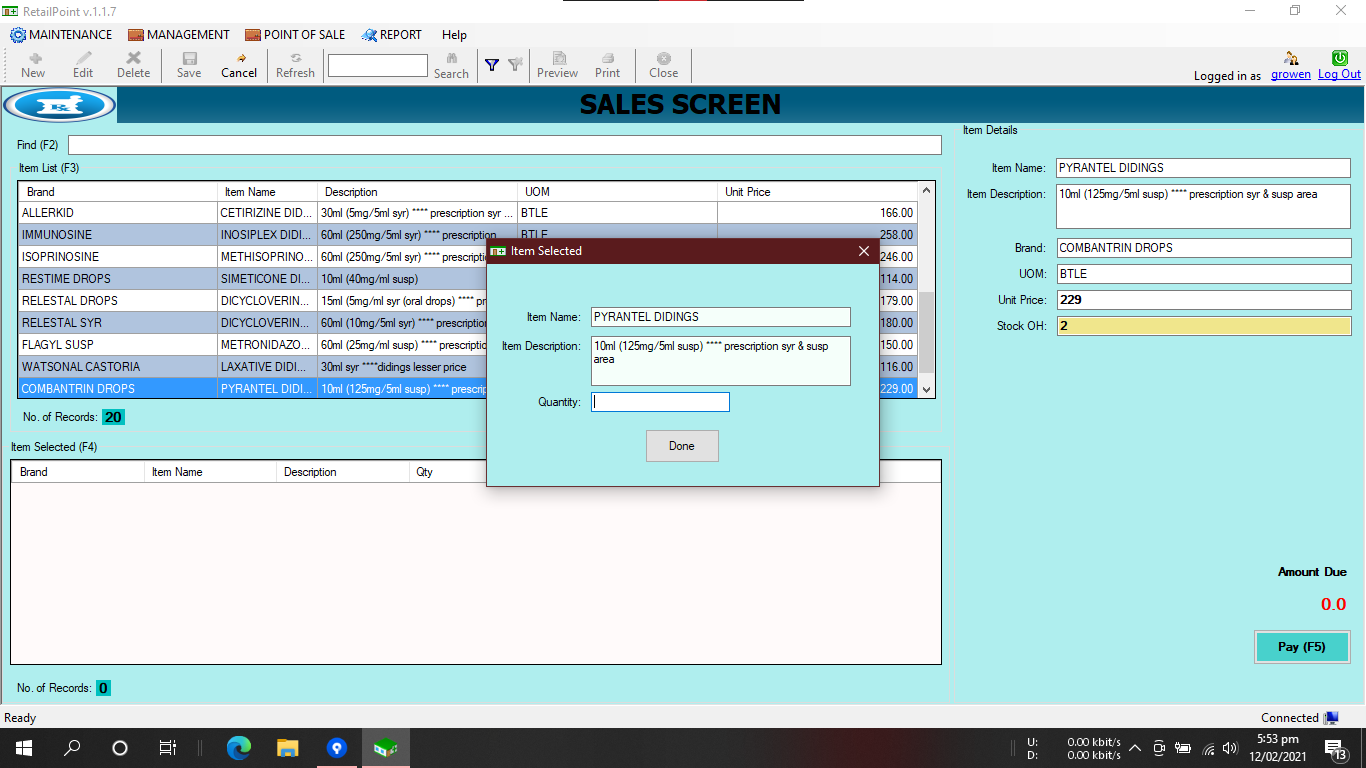 RetailPoint v.1.1.7
MAINTENANCE MANAGEMENT POINT OF SALE REPORT Help
New Edit Delete Save Cancel Refresh Search Preview Print Close
Logged in as growen Log Out
SALES SCREEN
Find (F2)
Item List (F3)
Brand Item Name Description UOM Unit Price
ALLERKID CETIRIZINE DID... 30ml (5mg/5ml syr) **** prescription syr ... BTLE 166.00
IMMUNOSINE INOSIPLEX DIDI... 60ml (250mg/5ml syr) **** prescription BTLE 258.00
ISOPRINOSINE METHISOPRINO... 60ml (250mg/5ml syr) **** prescripti 246.00
RESTIME DROPS SIMETICONE DI... 10ml (40mg/ml susp) 114.00
RELESTAL DROPS DICYCLOVERIN... 15ml (5mg/ml syr (oral drops) **** pr 179.00
RELESTAL SYR DICYCLOVERIN... 60ml (10mg/5ml syr) **** prescription 180.00
FLAGYL SUSP METRONIDAZO... 60ml (25mg/ml susp) **** prescriptio 150.00
WATSONAL CASTORIA LAXATIVE DIDI... 30ml syr ****didings lesser price 116.00
COMBANTRIN DROPS PYRANTEL DIDI... 10ml (125mg/5ml susp) **** prescrip 229.00
No. of Records: 20
Item Selected (F4)
Brand Item Name Description Qty
No. of Records: 0
Item Selected
Item Name: PYRANTEL DIDINGS
Item Description: 10ml (125mg/5ml susp) **** prescription syr & susp
area
Quantity:
Done
Item Details
Item Name: PYRANTEL DIDINGS
Item Description: 10ml (125mg/5ml susp) **** prescription syr & susp area
Brand: COMBANTRIN DROPS
UOM: BTLE
Unit Price: 229
Stock OH: 2
Amount Due
0.0
Pay (F5)
Ready
Connected
U: 0.00 kbit/s
D: 0.00 kbit/s
5:53 pm
12/02/2021
13